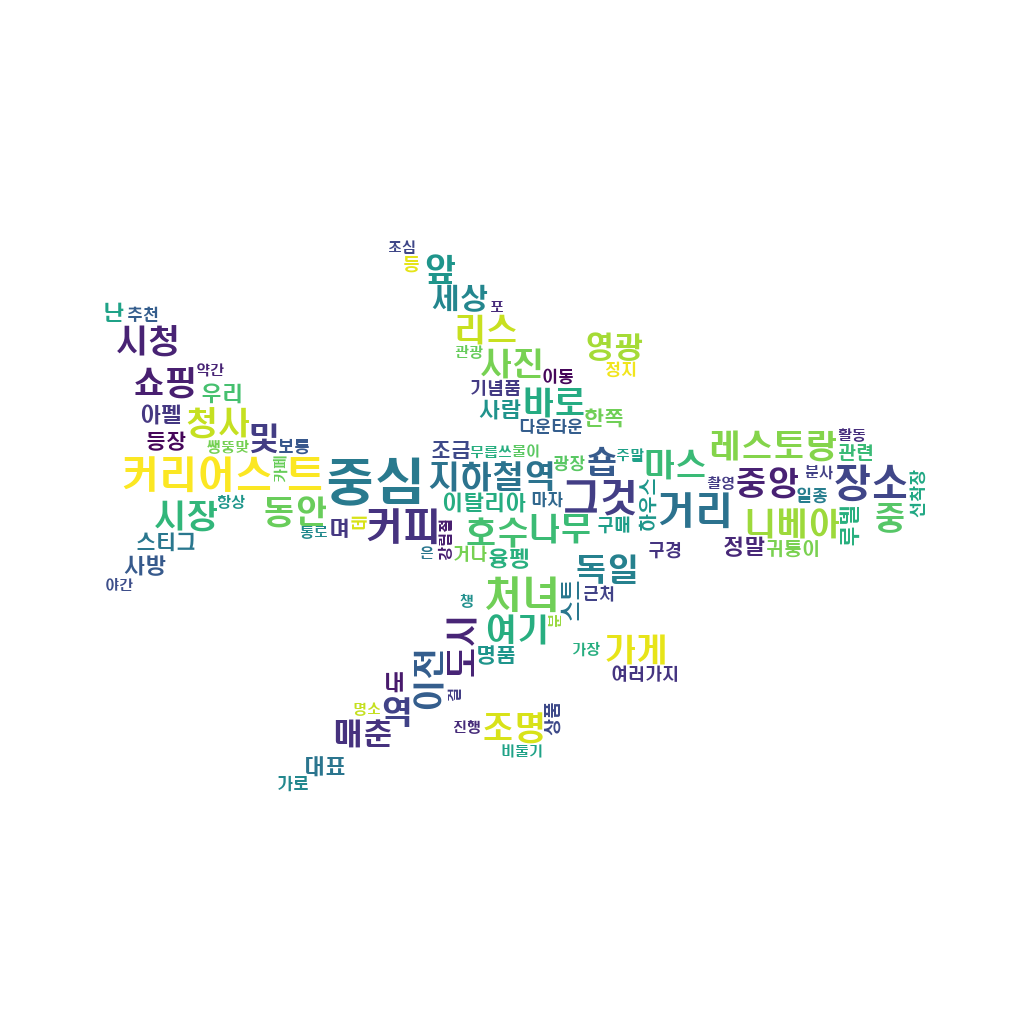 조심
등
앞
세상
포
난
추천
리스
시청
영광
관광
사진
정지
약간
이동
쇼핑
기념품
우리
바로
사람
아펠
한쪽
청사
다운타운
및
등장
활동
보통
레스토랑
쌩뚱맞
조금
무릅쓰
물이
관련
주말
광장
숍
마스
카페
커리어스트
중심
지하철역
분사
중앙
장소
촬영
선착장
하우스
그것
거리
일종
이탈리아
마자
항상
동안
시장
중
니베아
루델
구매
호수
나무
데
며
커피
갤럼점
통로
스티그
정말
귀퉁이
구경
은
거나
융펭
사방
독일
야간
처녀
스트
근처
챙
여기
문
도시
가장
가게
명품
이전
여러가지
내
걸
명소
역
상품
조명
진행
매춘
비둘기
대표
가로